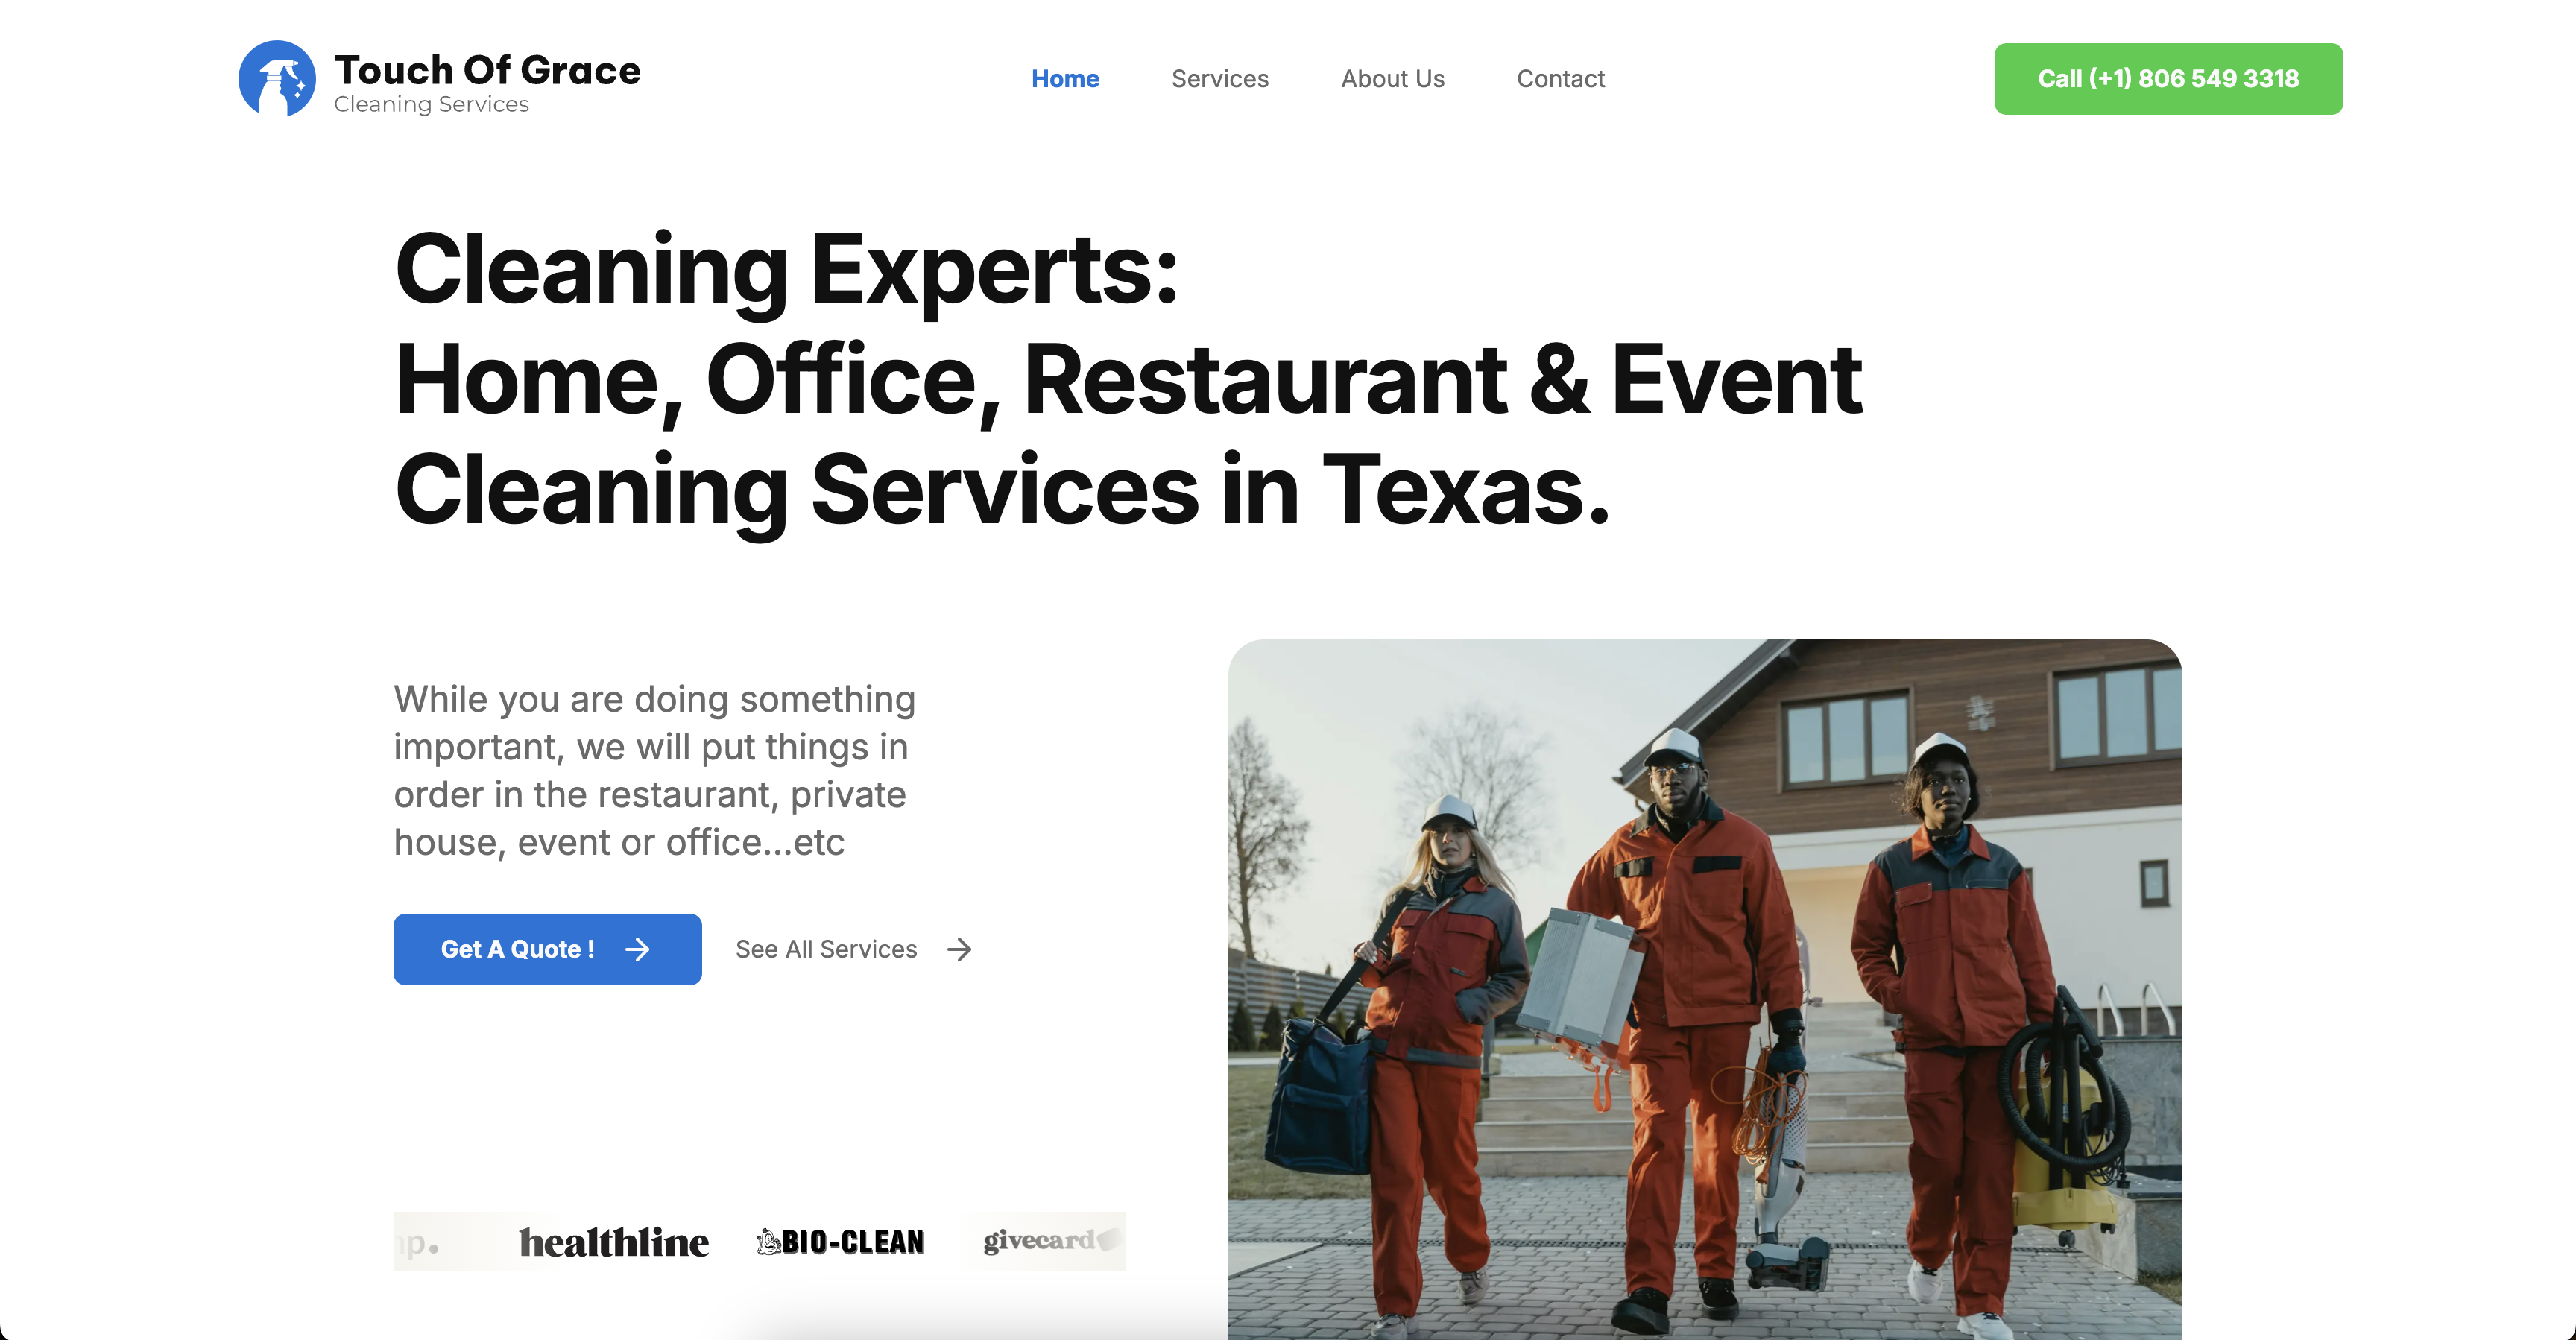 Touch Of Grace
Cleaning Services
Home
Services
About Us
Contact
Call (+1) 806 549 3318
Cleaning Experts:
Home, Office, Restaurant & Event
Cleaning Services in Texas.
While you are doing something
important, we will put things in
order in the restaurant, private
house, event or office...etc
Get A Quote !
See All Services
healthline
BIO-CLEAN
givecard